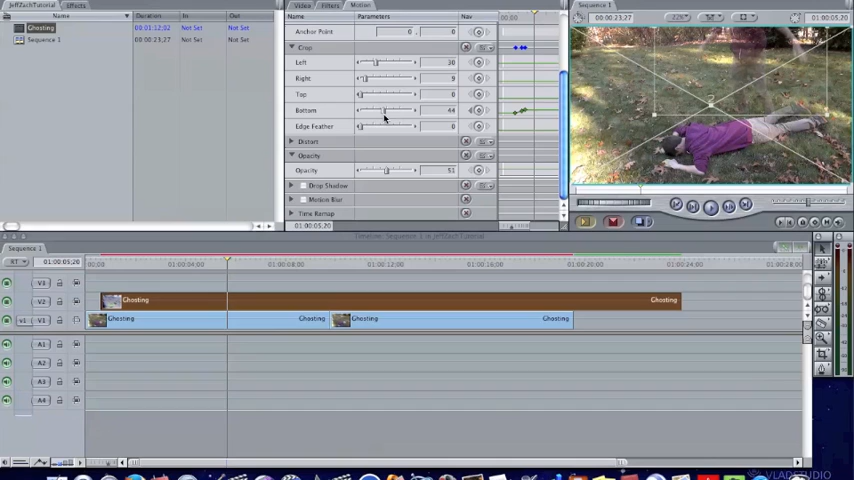 JeffZachTutorial Effects
Name Duration In Out
Ghosting 00:01:52;02 Not Set Not Set
Sequence 1 00:00:23;27 Not Set Not Set
Video Filters Motion
Name Parameters Nav 00:00
Anchor Point 0 , 0
Crop
Left 30
Right 9
Top 0
Bottom 44
Edge Feather 0
Distort
Opacity
Opacity 51
Drop Shadow
Motion Blur
Time Remap
01:00:05;20
Sequence 1
00:00:23;27 22% 01:00:05;20
Timeline: Sequence 1 in JeffZachTutorial
Sequence 1
RT 01:00:05;20 00:00 01:00:04;00 01:00:08;00 01:00:12;00 01:00:16;00 01:00:20;00 01:00:24;00 01:00:28;00
V3
V2 Ghosting Ghosting
v1 V1 Ghosting Ghosting Ghosting Ghosting
A1
A2
A3
A4
VLADSTUDIO